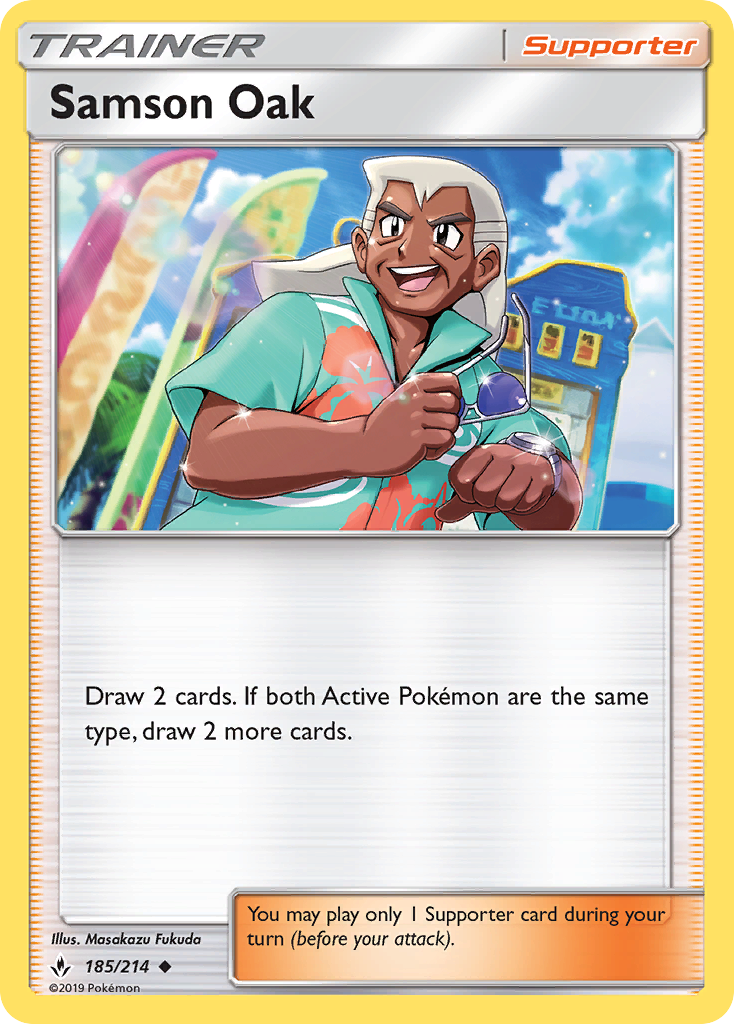 TRAINER
Supporter
Samson Oak
Draw 2 cards. If both Active Pokémon are the same
type, draw 2 more cards.
You may play only 1 Supporter card during your
turn (before your attack).
Illus. Masakazu Fukuda
185/214
©2019 Pokémon